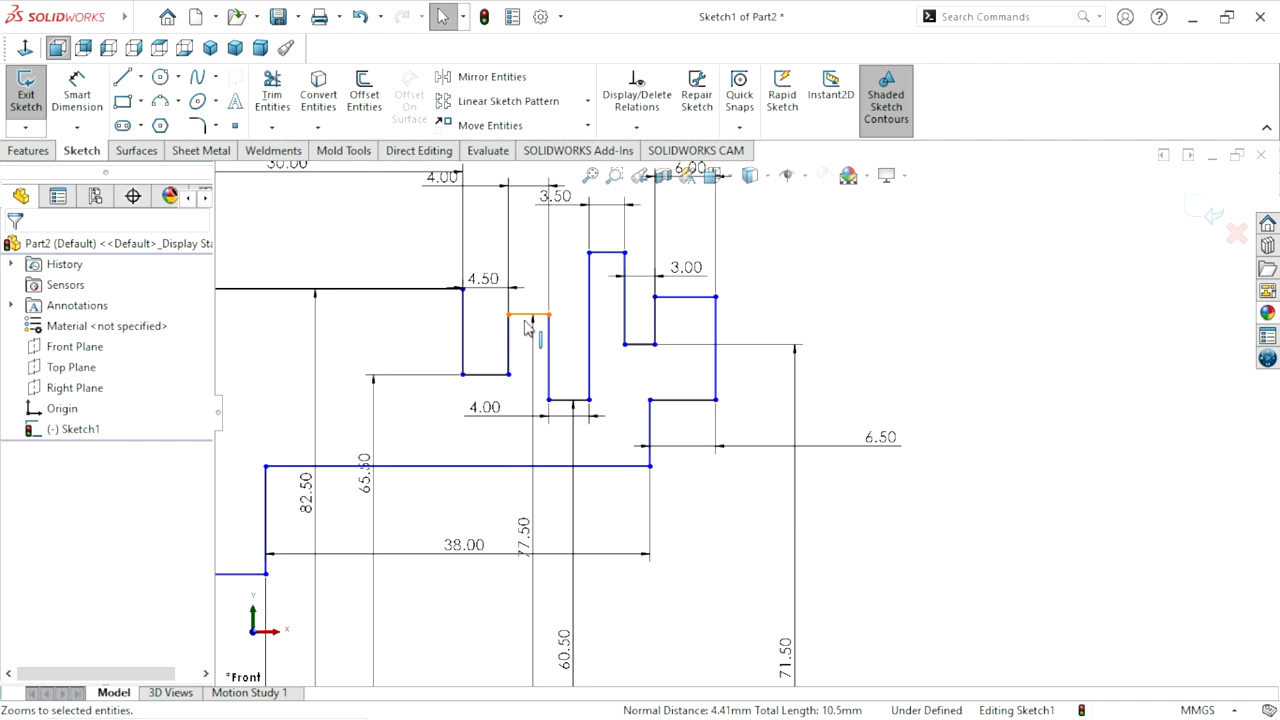 SOLIDWORKS
Sketch1 of Part2 *
Search Commands
Exit Sketch
Smart Dimension
Trim Entities
Convert Entities
Offset Entities
Offset On Surface
Mirror Entities
Linear Sketch Pattern
Move Entities
Display/Delete Relations
Repair Sketch
Quick Snaps
Rapid Sketch
Instant2D
Shaded Sketch Contours
Features
Sketch
Surfaces
Sheet Metal
Weldments
Mold Tools
Direct Editing
Evaluate
SOLIDWORKS Add-Ins
SOLIDWORKS CAM
Part2 (Default) <<Default>_Display Sta
History
Sensors
Annotations
Material <not specified>
Front Plane
Top Plane
Right Plane
Origin
(-) Sketch1
30.00
4.00
6.00
3.50
3.00
4.50
4.00
6.50
65.50
82.50
77.50
38.00
60.50
71.50
Y
X
*Front
Model
3D Views
Motion Study 1
Zooms to selected entities.
Normal Distance: 4.41mm Total Length: 10.5mm
Under Defined
Editing Sketch1
MMGS